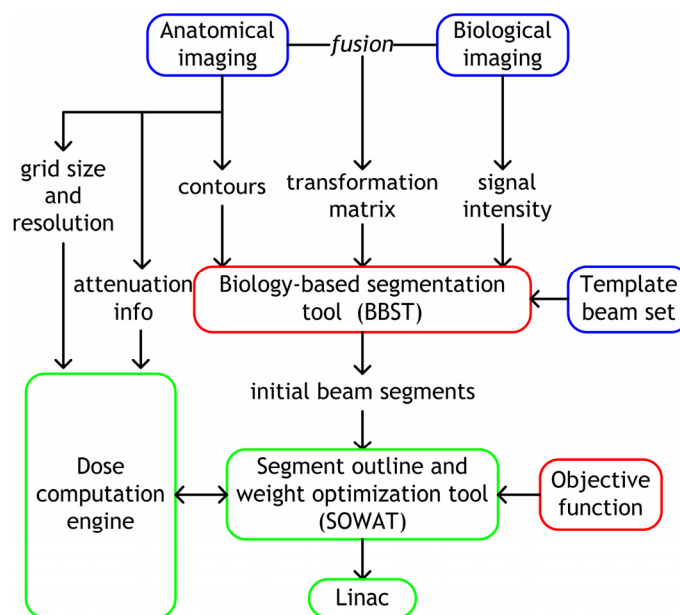 Anatomical
imaging
fusion
Biological
imaging
grid size
and
resolution
contours
transformation
matrix
signal
intensity
attenuation
info
Biology-based segmentation
tool (BBST)
Template
beam set
initial beam segments
Dose
computation
engine
Segment outline and
weight optimization tool
(SOWAT)
Objective
function
Linac